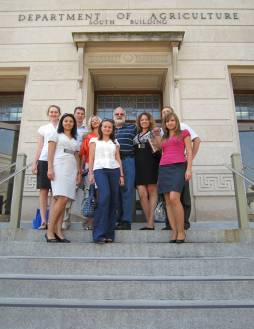 DEPARTMENT OF AGRICULTURE
SOUTH BUILDING